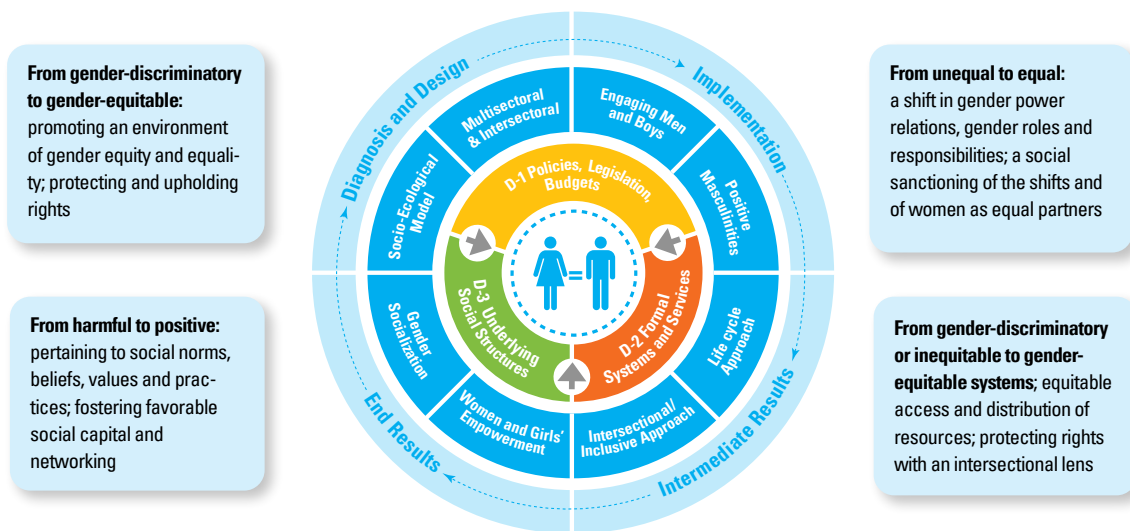 From gender-discriminatory
to gender-equitable:
promoting an environment
of gender equity and equali-
ty; protecting and upholding
rights
From harmful to positive:
pertaining to social norms,
beliefs, values and prac-
tices; fostering favorable
social capital and
networking
Diagnosis and Design
Implementation
Intermediate Results
End Results
Multisectoral
& Intersectoral
Engaging Men
and Boys
Positive
Masculinities
Life cycle
Approach
Intersectional/
Inclusive Approach
Women and Girls'
Empowerment
Gender
Socialization
Socio-Ecological
Model
D-1 Policies, Legislation,
Budgets
D-2 Formal
Systems and Services
D-3 Underlying
Social Structures
=
From unequal to equal:
a shift in gender power
relations, gender roles and
responsibilities; a social
sanctioning of the shifts and
of women as equal partners
From gender-discriminatory
or inequitable to gender-
equitable systems; equitable
access and distribution of
resources; protecting rights
with an intersectional lens